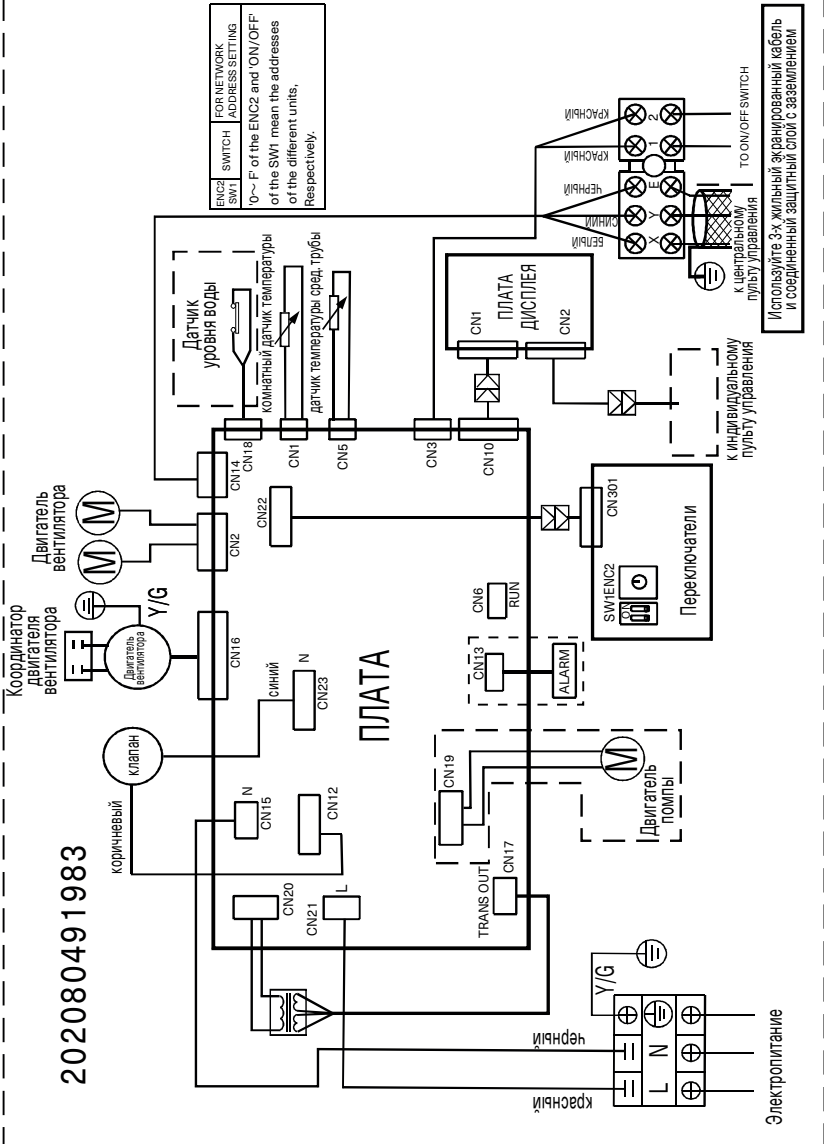 202080491983
ENC2
SW1
SWITCH
FOR NETWORK
ADDRESS SETTING
'0～ F' of the ENC2 and 'ON/OFF'
of the SW1 mean the addresses
of the different units,
Respectively.
Координатор
двигателя
вентилятора
Двигатель
вентилятора
Y/G
Двигатель
вентилятора
M
M
Датчик
уровня воды
комнатный датчик температуры
датчик температуры сред. трубы
клапан
коричневый
синий
CN20
CN15
N
CN12
CN23
N
CN16
CN2
CN14
CN18
CN22
CN1
CN5
CN21
L
ПЛАТА
CN3
CN10
TRANS OUT
CN17
CN19
CN13
ALARM
CN6
RUN
M
Двигатель
помпы
SW1
ENC2
ON
CN301
Переключатели
CN1
ПЛАТА
ДИСПЛЕЯ
CN2
к индивидуальному
пульту управления
БЕЛЫЙ
СИНИЙ
ЧЕРНЫЙ
КРАСНЫЙ
КРАСНЫЙ
X
Y
E
1
2
к центральному
пульту управления
TO ON/OFF SWITCH
Используйте 3-х жильный экранированный кабель
и соединенный защитный слой с заземлением
красный
черный
Y/G
L
N
Электропитание